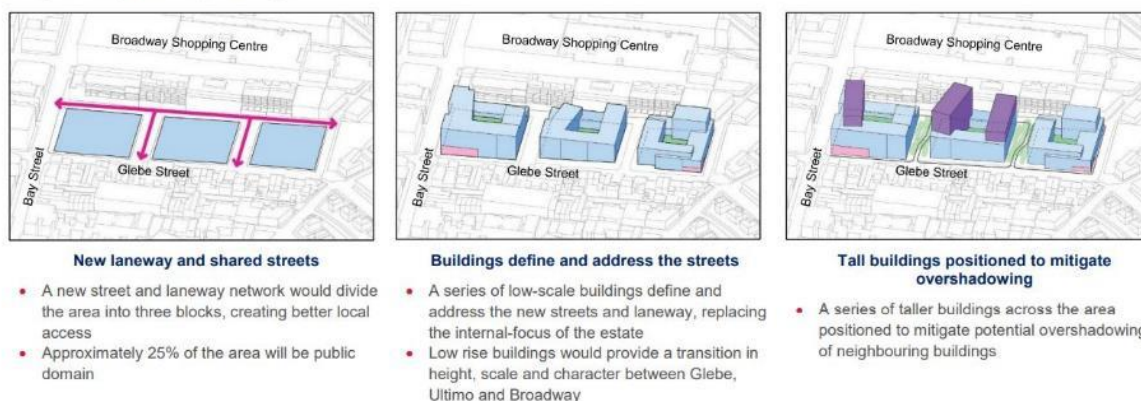 Broadway Shopping Centre
Bay Street
Glebe Street
New laneway and shared streets
• A new street and laneway network would divide
the area into three blocks, creating better local
access
• Approximately 25% of the area will be public
domain
Broadway Shopping Centre
Glebe Street
Buildings define and address the streets
• A series of low-scale buildings define and
address the new streets and laneway, replacing
the internal-focus of the estate
• Low rise buildings would provide a transition in
height, scale and character between Glebe,
Ultimo and Broadway
Broadway Shopping Centre
Bay Street
Glebe Street
Tall buildings positioned to mitigate
overshadowing
• A series of taller buildings across the area
positioned to mitigate potential overshadowing
of neighbouring buildings